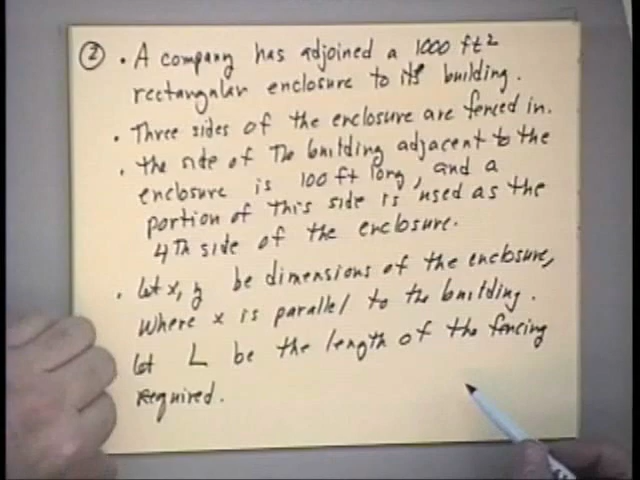 ② • A company has adjoined a 1000 ft²
rectangular enclosure to its building.
• Three sides of the enclosure are fenced in.
• The side of The building adjacent to the
enclosure is 100 ft long, and a
portion of this side is used as the
4th side of the enclosure.
• Let x, y be dimensions of the enclosure,
where x is parallel to the building.
Let L be the length of the fencing
required.